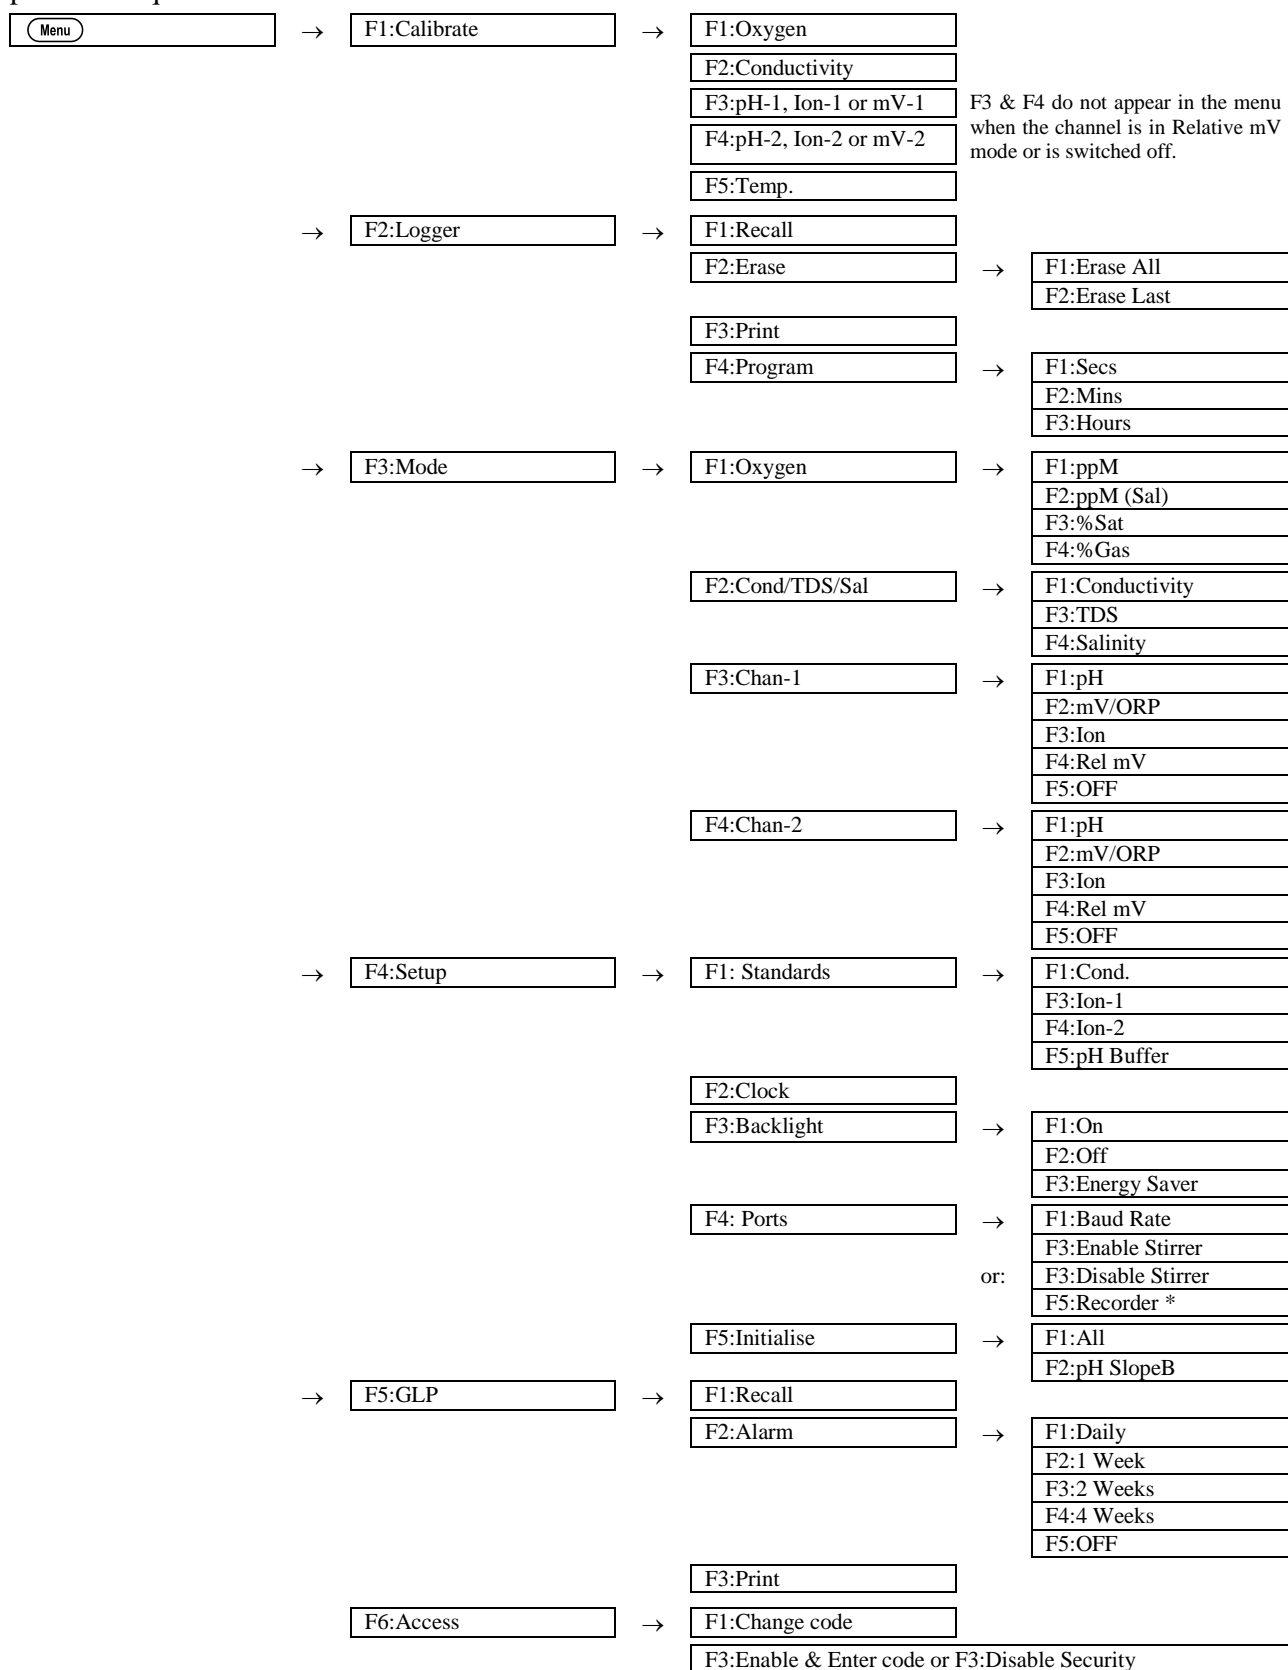 Menu → F1:Calibrate → F1:Oxygen
F2:Conductivity
F3:pH-1, Ion-1 or mV-1
F4:pH-2, Ion-2 or mV-2
F3 & F4 do not appear in the menu
when the channel is in Relative mV
mode or is switched off.
F5:Temp.
→ F2:Logger → F1:Recall
F2:Erase → F1:Erase All
F2:Erase Last
F3:Print
F4:Program → F1:Secs
F2:Mins
F3:Hours
→ F3:Mode → F1:Oxygen → F1:ppM
F2:ppM (Sal)
F3:%Sat
F4:%Gas
F2:Cond/TDS/Sal → F1:Conductivity
F3:TDS
F4:Salinity
F3:Chan-1 → F1:pH
F2:mV/ORP
F3:Ion
F4:Rel mV
F5:OFF
F4:Chan-2 → F1:pH
F2:mV/ORP
F3:Ion
F4:Rel mV
F5:OFF
→ F4:Setup → F1: Standards → F1:Cond.
F3:Ion-1
F4:Ion-2
F5:pH Buffer
F2:Clock
F3:Backlight → F1:On
F2:Off
F3:Energy Saver
F4: Ports → F1:Baud Rate
F3:Enable Stirrer
or: F3:Disable Stirrer
F5:Recorder *
F5:Initialise → F1:All
F2:pH SlopeB
→ F5:GLP → F1:Recall
F2:Alarm → F1:Daily
F2:1 Week
F3:2 Weeks
F4:4 Weeks
F5:OFF
F3:Print
F6:Access → F1:Change code
F3:Enable & Enter code or F3:Disable Security